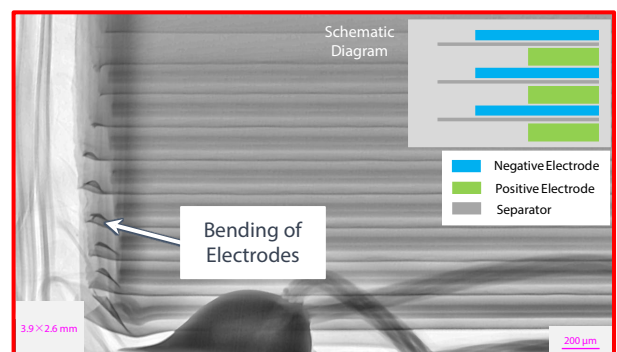 Schematic
Diagram
Negative Electrode
Positive Electrode
Separator
Bending of
Electrodes
3.9×2.6 mm
200 μm